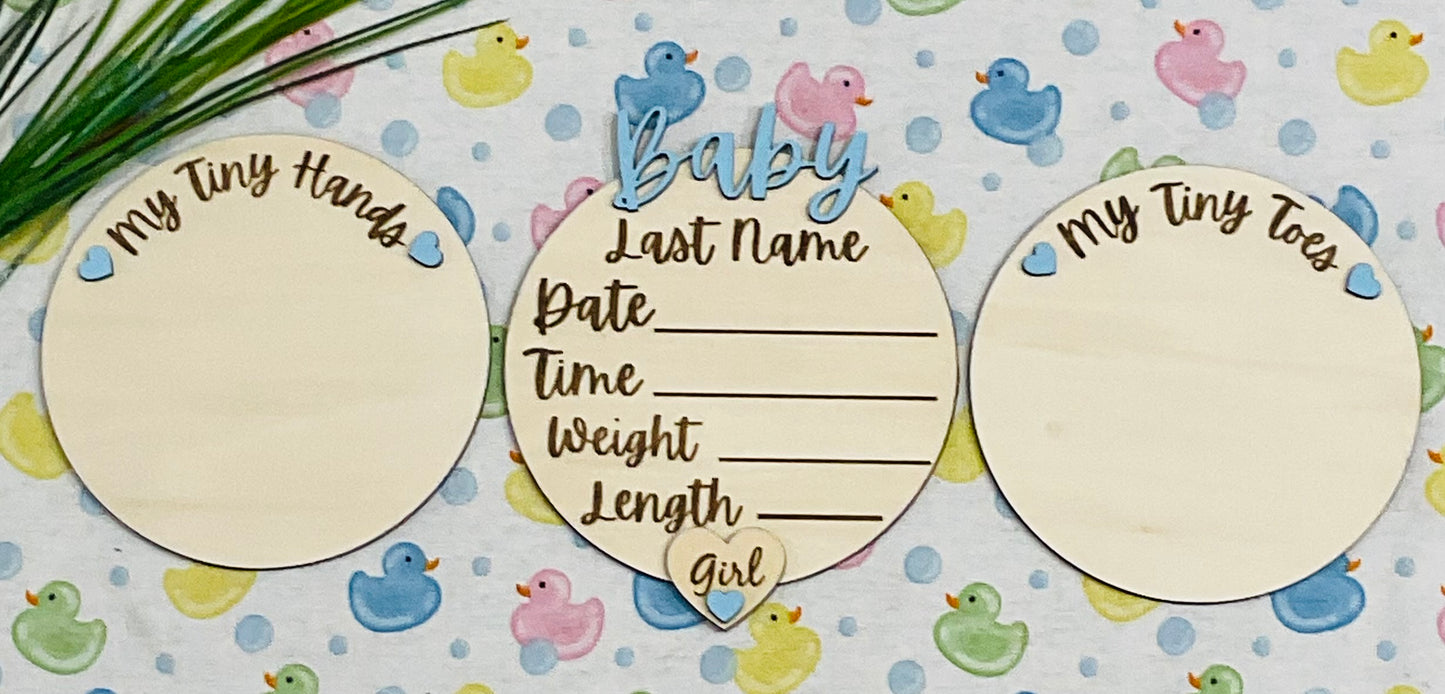 My Tiny Hands
Baby
Last Name
Date
Time
Weight
Length
Girl
My Tiny Toes